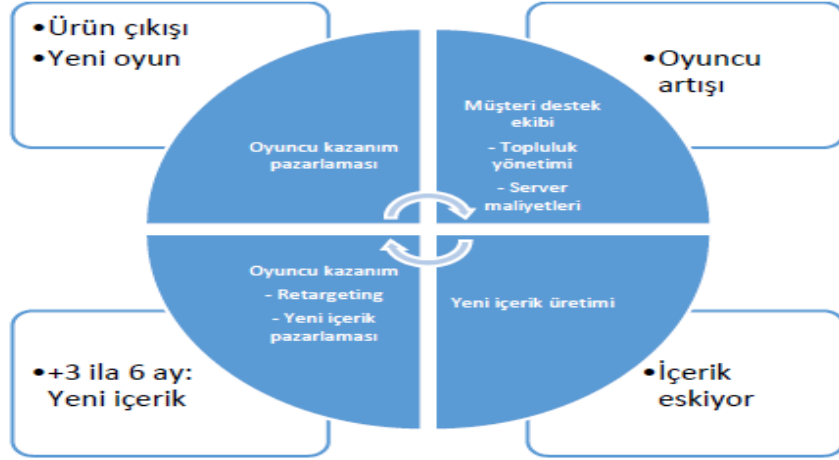 •Ürün çıkışı
•Yeni oyun
Oyuncu kazanım
pazarlaması
Müşteri destek
ekibi
- Topluluk
yönetimi
- Server
maliyetleri
•Oyuncu
artışı
Oyuncu kazanım
- Retargeting
- Yeni içerik
pazarlaması
Yeni içerik üretimi
•+3 ila 6 ay:
Yeni içerik
•İçerik
eskiyor